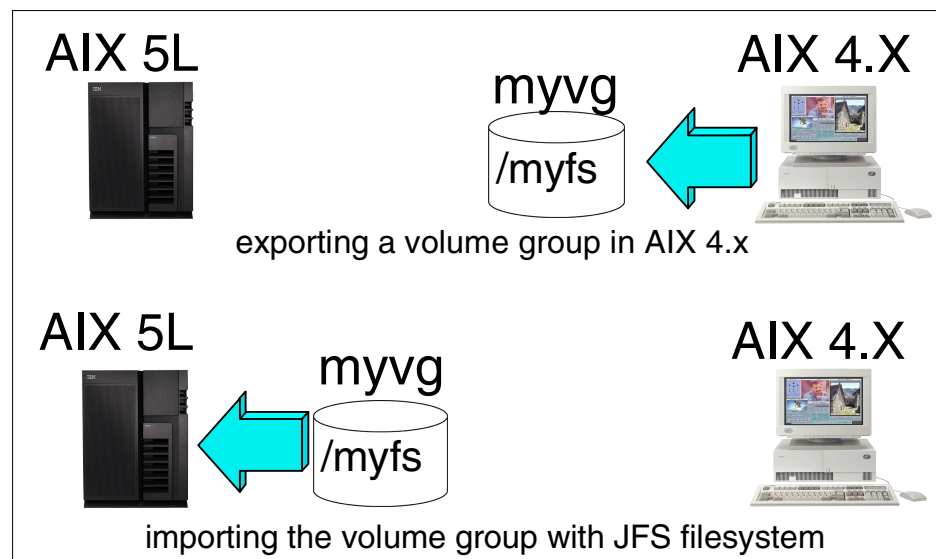 AIX 5L
AIX 4.X
myvg
/myfs
exporting a volume group in AIX 4.x
AIX 5L
AIX 4.X
myvg
/myfs
importing the volume group with JFS filesystem